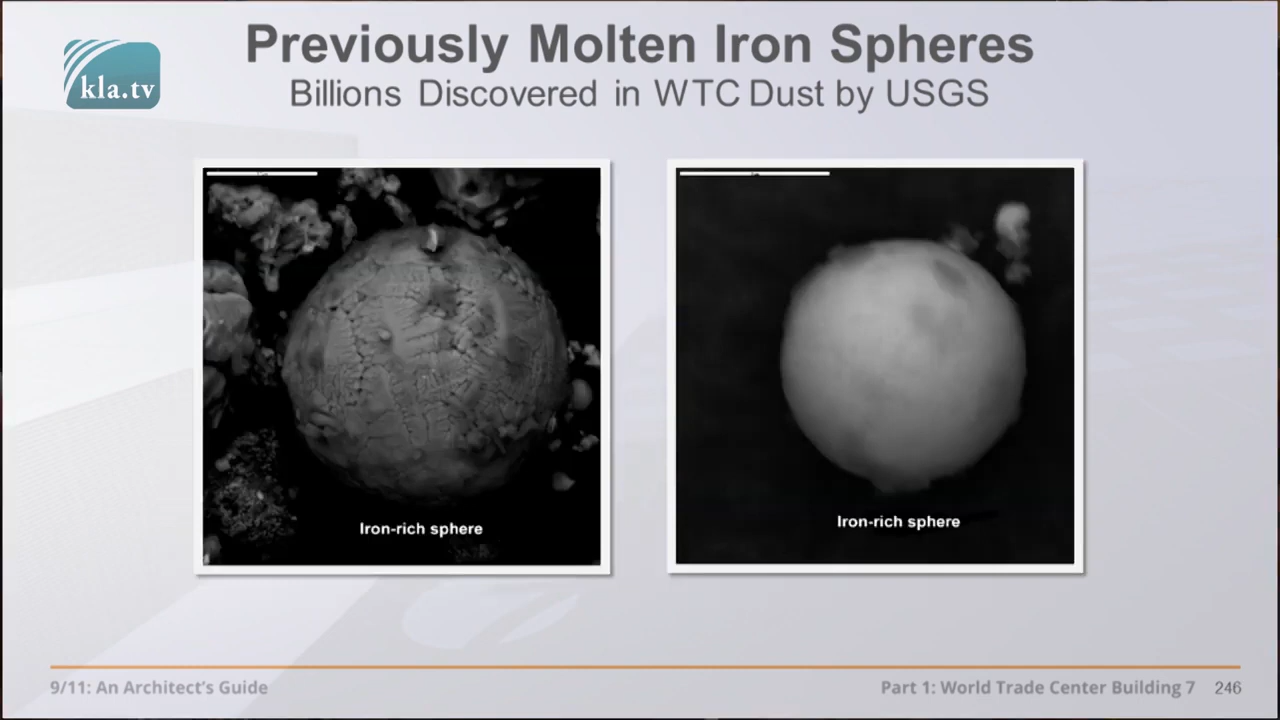 kla.tv
Previously Molten Iron Spheres
Billions Discovered in WTC Dust by USGS
Iron-rich sphere
Iron-rich sphere
9/11: An Architect's Guide
Part 1: World Trade Center Building 7 246